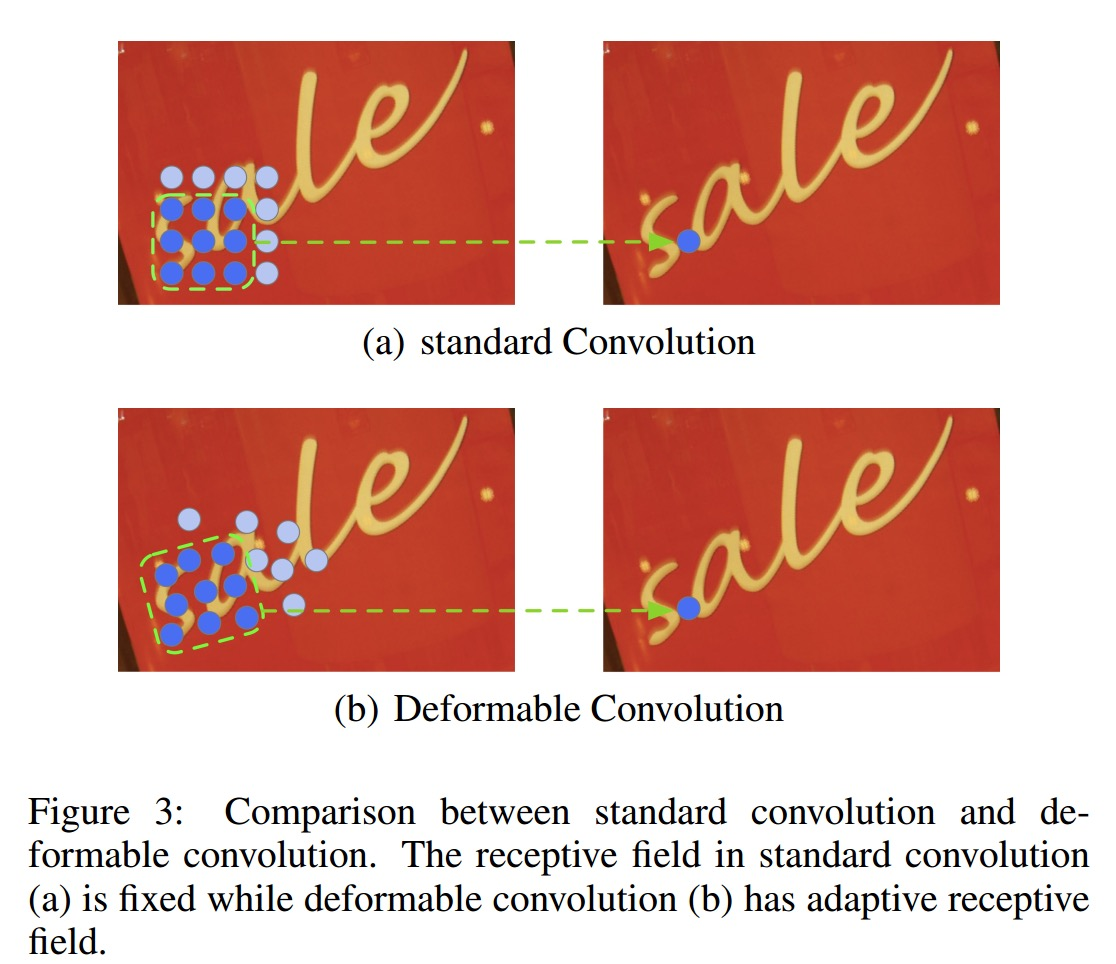 sale
sale
(a) standard Convolution
sale
sale
(b) Deformable Convolution
Figure 3: Comparison between standard convolution and de-
formable convolution. The receptive field in standard convolution
(a) is fixed while deformable convolution (b) has adaptive receptive
field.